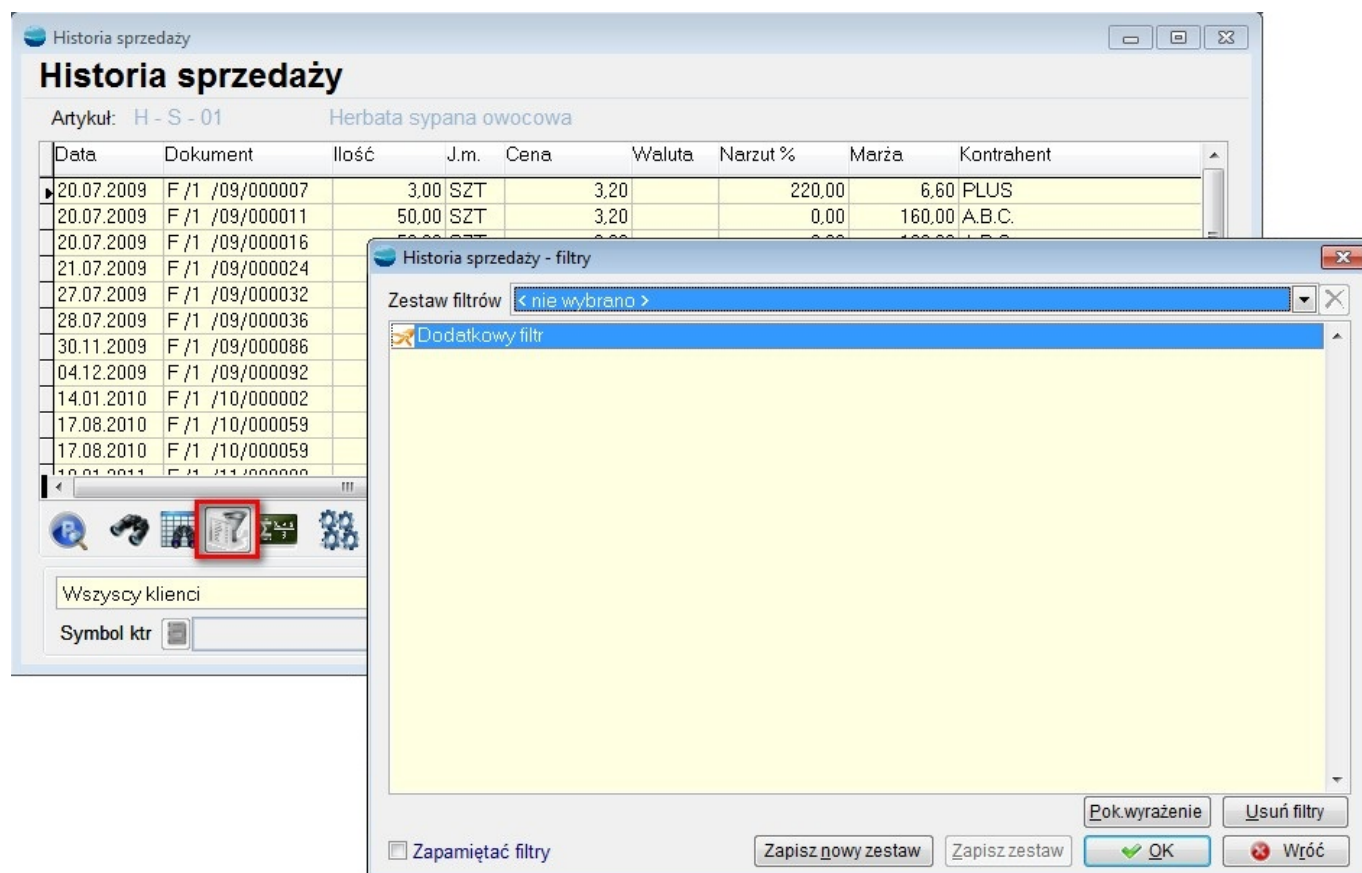 Historia sprzedaży
Historia sprzedaży
Artykuł: H - S - 01 Herbata sypana owocowa
Data Dokument Ilość J.m. Cena Waluta Narzut % Marża Kontrahent
20.07.2009 F /1 /09/000007 3,00 SZT 3,20 220,00 6,60 PLUS
20.07.2009 F /1 /09/000011 50,00 SZT 3,20 0,00 160,00 A.B.C.
20.07.2009 F /1 /09/000016
21.07.2009 F /1 /09/000024
27.07.2009 F /1 /09/000032
28.07.2009 F /1 /09/000036
30.11.2009 F /1 /09/000086
04.12.2009 F /1 /09/000092
14.01.2010 F /1 /10/000002
17.08.2010 F /1 /10/000059
17.08.2010 F /1 /10/000059
Wszyscy klienci
Symbol ktr
Historia sprzedaży - filtry
Zestaw filtrów < nie wybrano >
Dodatkowy filtr
Pok.wyrażenie Usuń filtry
Zapamiętać filtry Zapisz nowy zestaw Zapisz zestaw OK Wróć